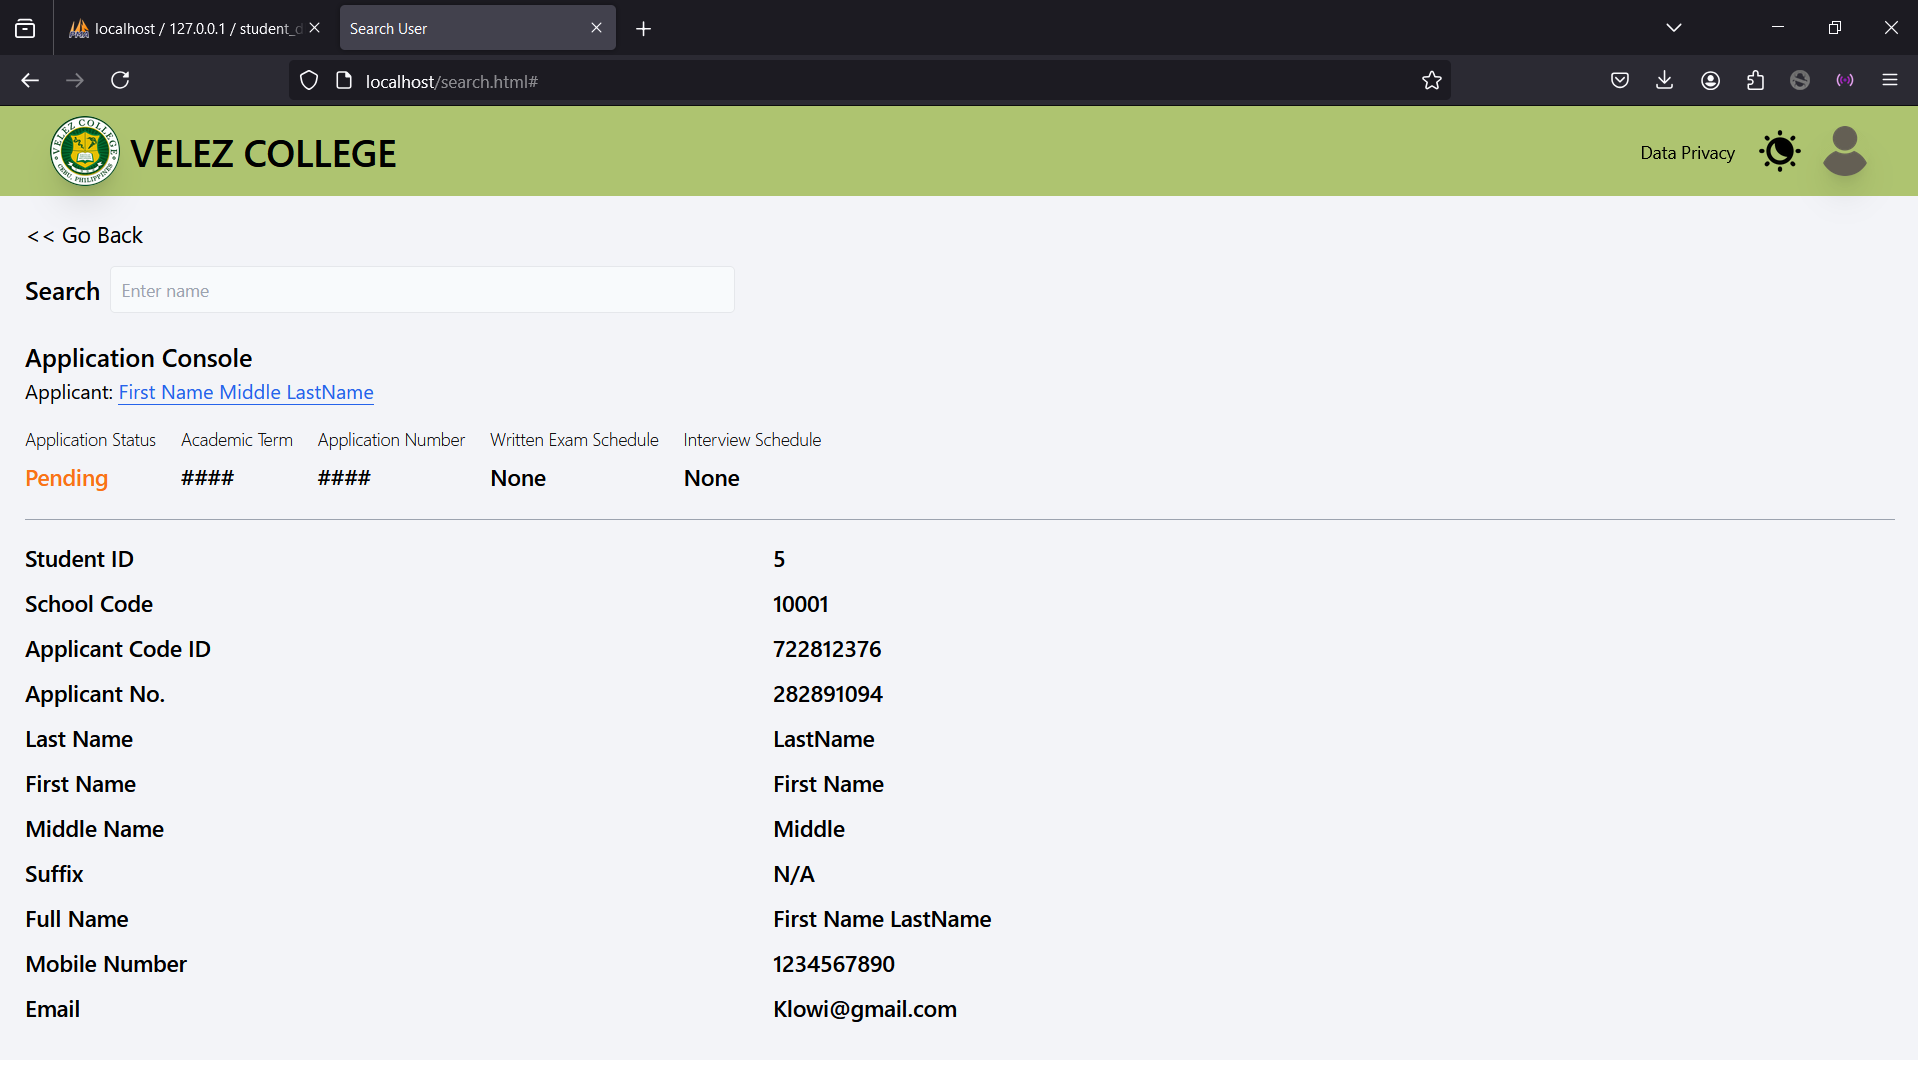 localhost / 127.0.0.1 / student_d
Search User
localhost/search.html#
VELEZ COLLEGE
CEBU, PHILIPPINES
VELEZ COLLEGE
Data Privacy
<< Go Back
Search
Enter name
Application Console
Applicant: First Name Middle LastName
Application Status Academic Term Application Number Written Exam Schedule Interview Schedule
Pending #### #### None None
Student ID 5
School Code 10001
Applicant Code ID 722812376
Applicant No. 282891094
Last Name LastName
First Name First Name
Middle Name Middle
Suffix N/A
Full Name First Name LastName
Mobile Number 1234567890
Email Klowi@gmail.com